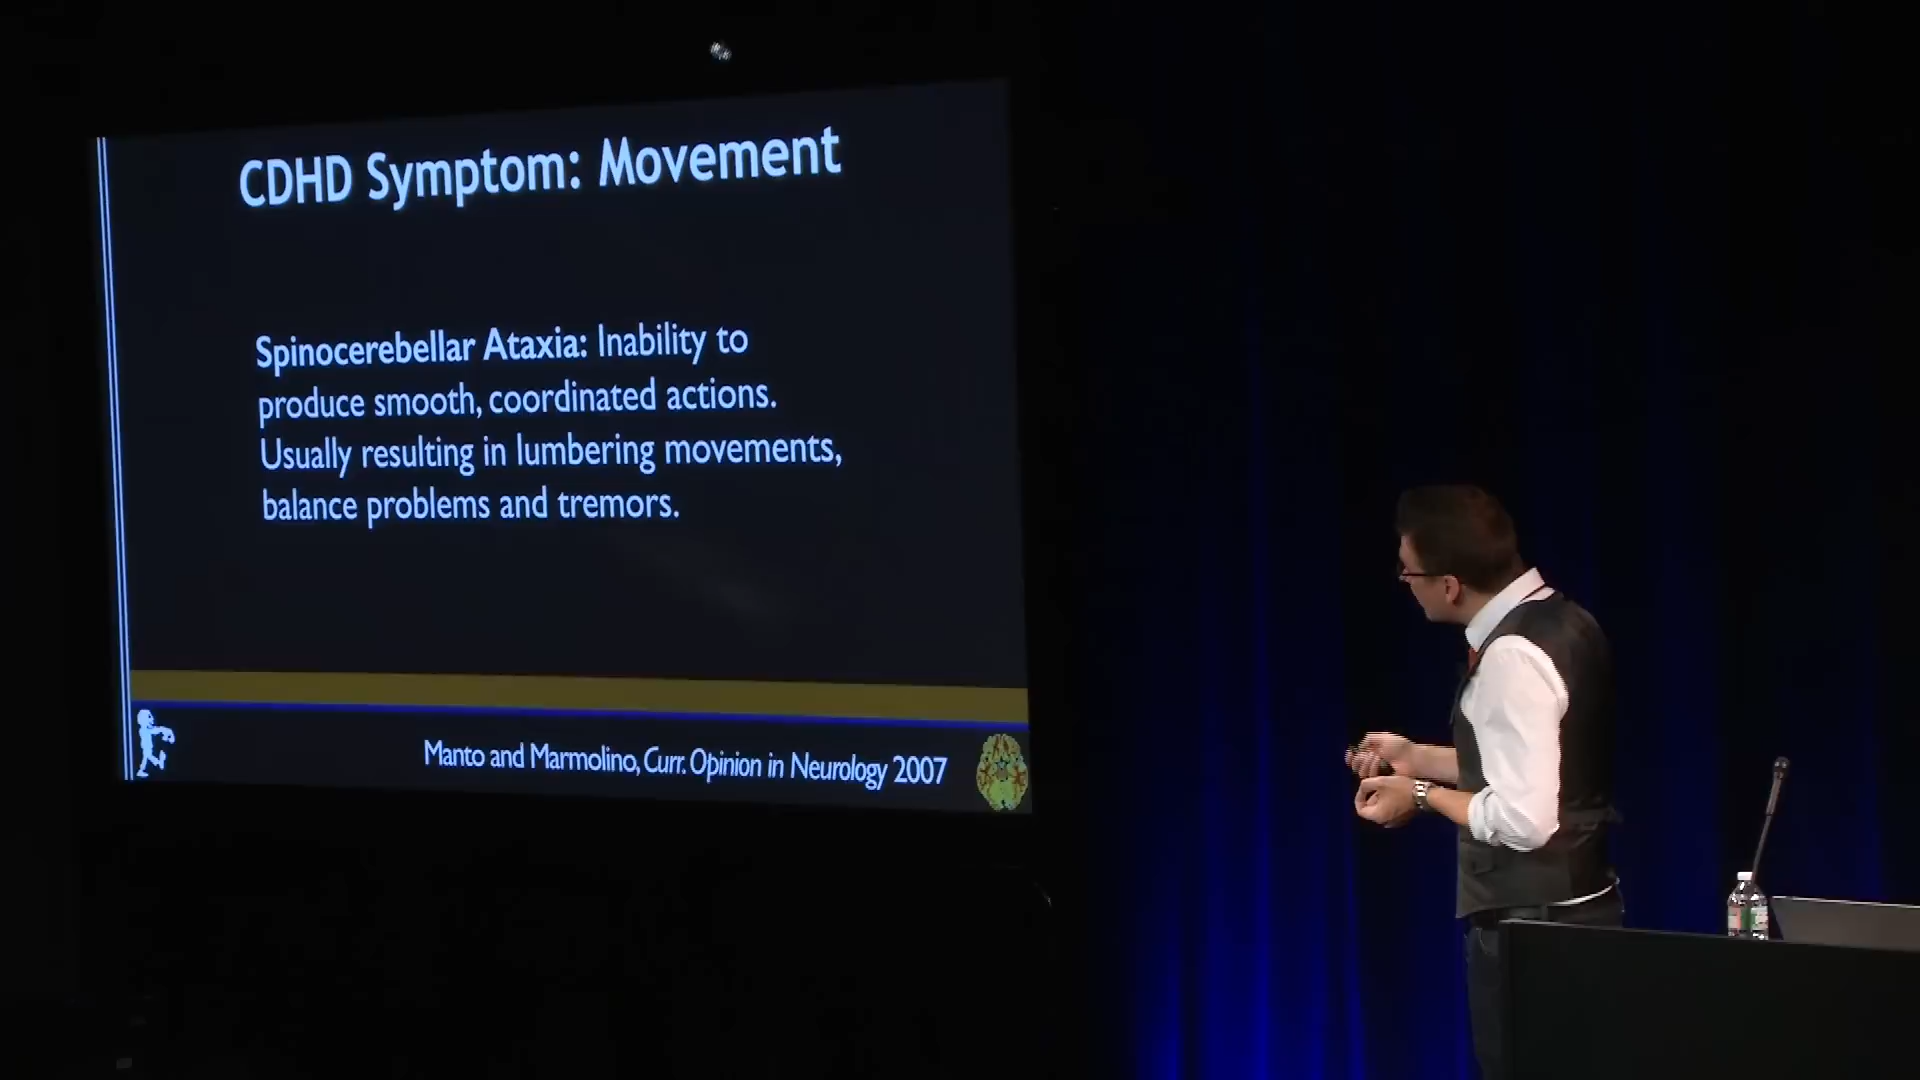 CDHD Symptom: Movement
Spinocerebellar Ataxia: Inability to
produce smooth, coordinated actions.
Usually resulting in lumbering movements,
balance problems and tremors.
Manto and Marmolino, Curr. Opinion in Neurology 2007